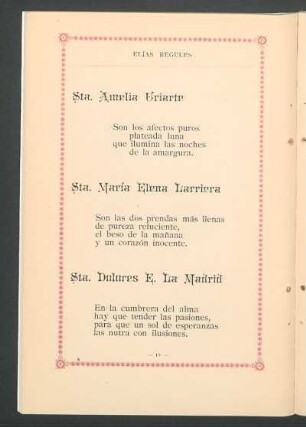 ELÍAS REGULES
Sta. Amelia Uriarte
Son los afectos puros
plateada luna
que ilumina las noches
de la amargura.
Sta. María Elena Larriera
Son las dos prendas más llenas
de pureza reluciente,
el beso de la mañana
y un corazón inocente.
Sta. Dolores E. La Madrid
En la cumbrera del alma
hay que tender las pasiones,
para que un sol de esperanzas
las nutra con ilusiones.